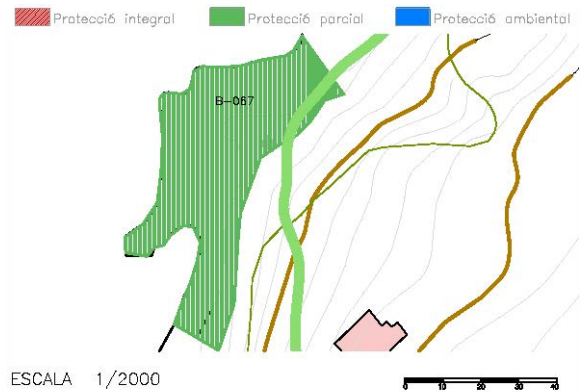 Protecció integral Protecció parcial Protecció ambiental
B-067
ESCALA 1/2000
0 10 20 30 40